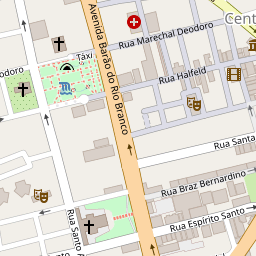 Avenida Barão do Rio Branco
Cent
Rua Marechal Deodoro
odoro
Táxi
Rua Halfeld
Rua Santa
Rua Braz Bernardino
Rua Espírito Santo
Rua Santo